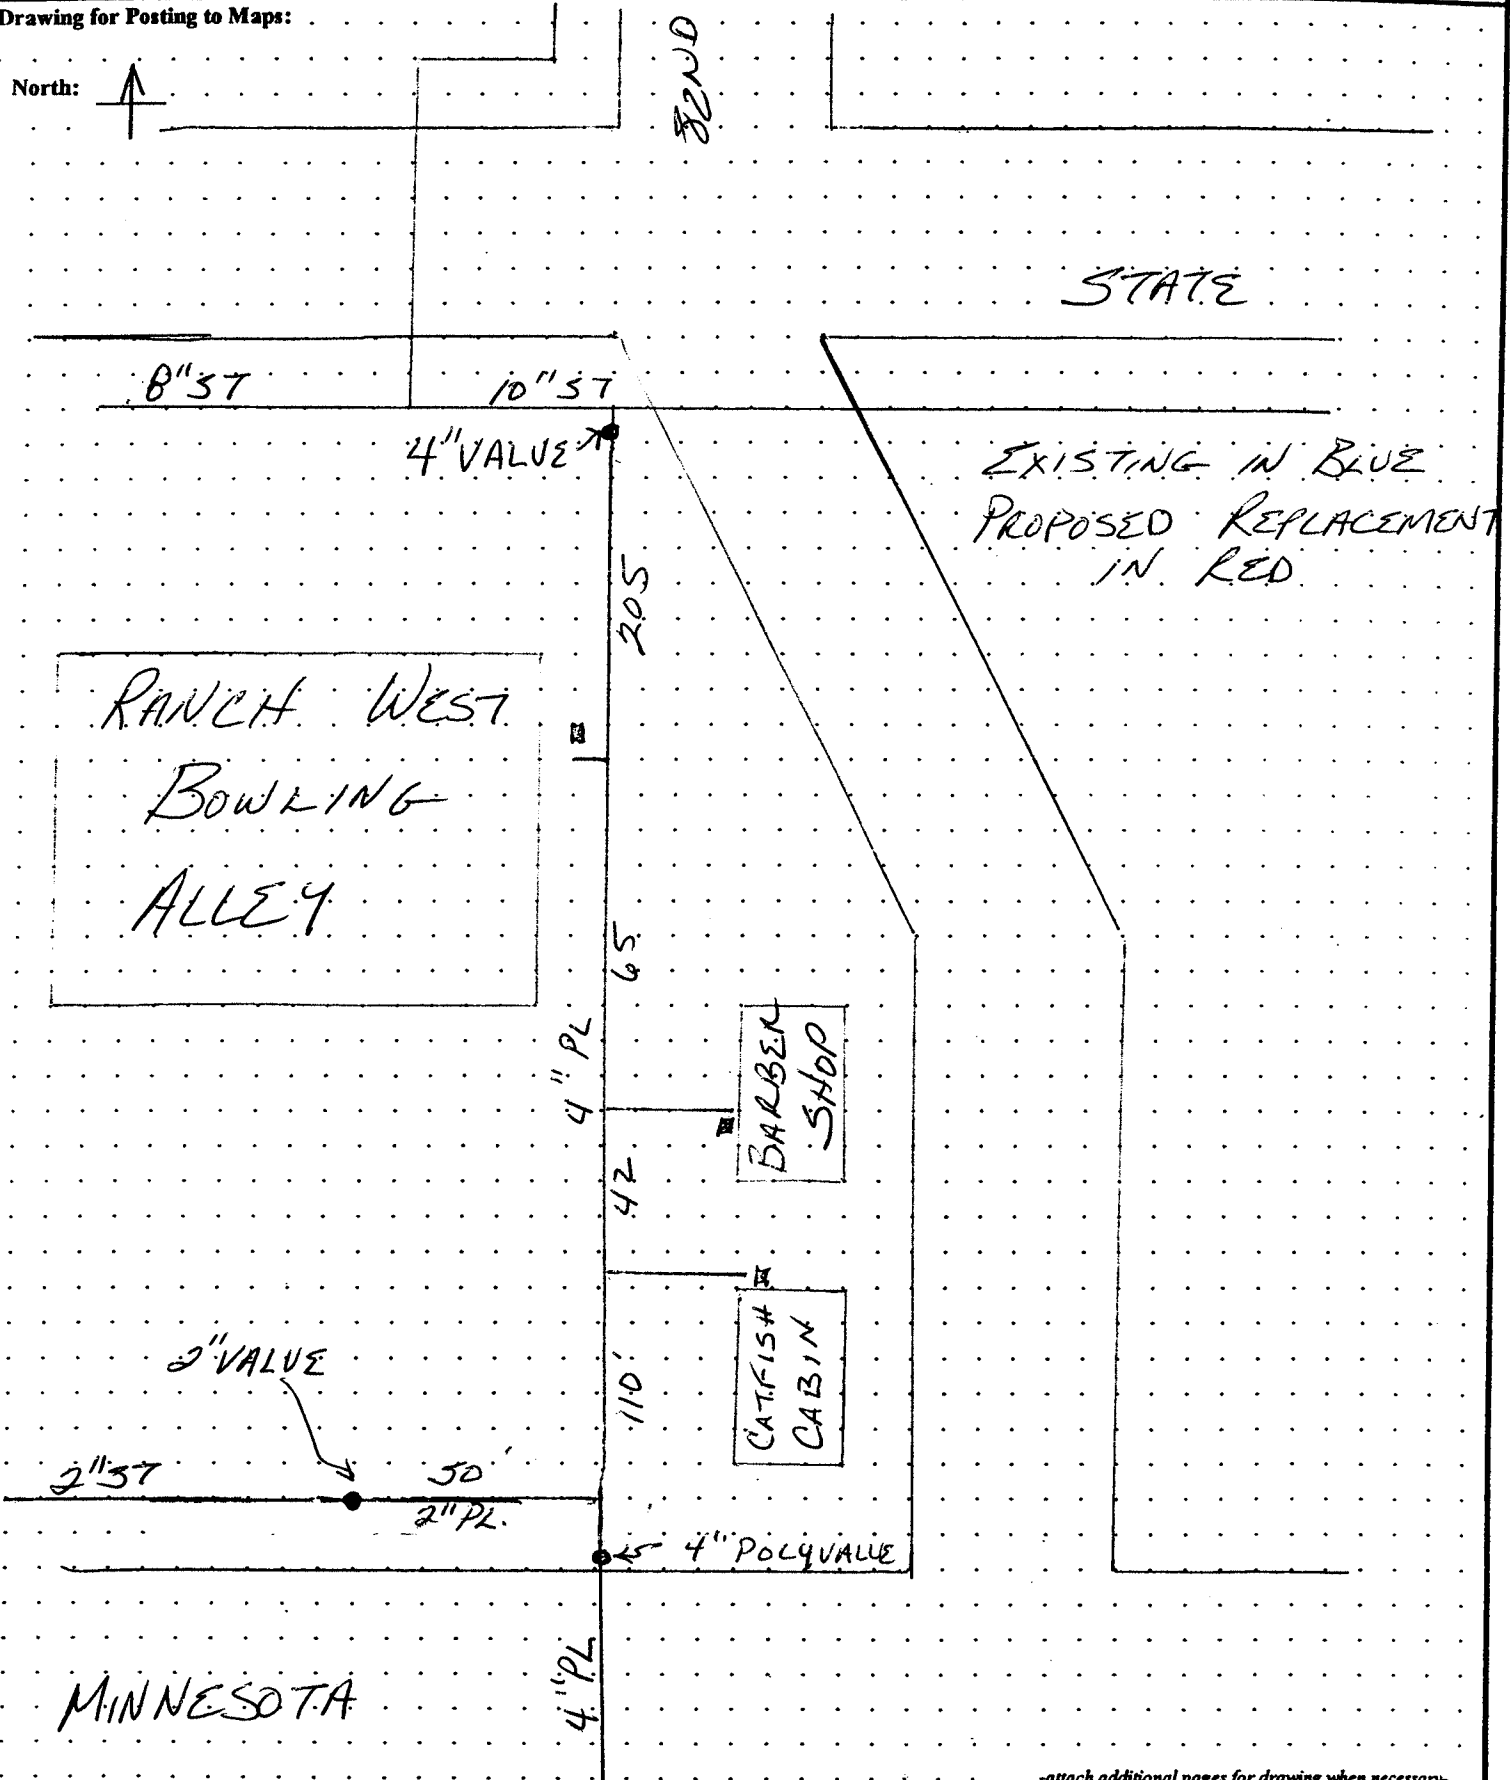 Drawing for Posting to Maps:
North:
82ND
STATE
8" ST
10" ST
4" VALVE
EXISTING IN BLUE
PROPOSED REPLACEMENT
IN RED
205
RANCH WEST
BOWLING
ALLEY
65
4" PL
BARBER
SHOP
42
CATFISH
CABIN
110'
2" VALVE
2" ST
50'
2" PL.
4" POLYVALVE
4" PL
MINNESOTA
-attach additional pages for drawing when necessary-